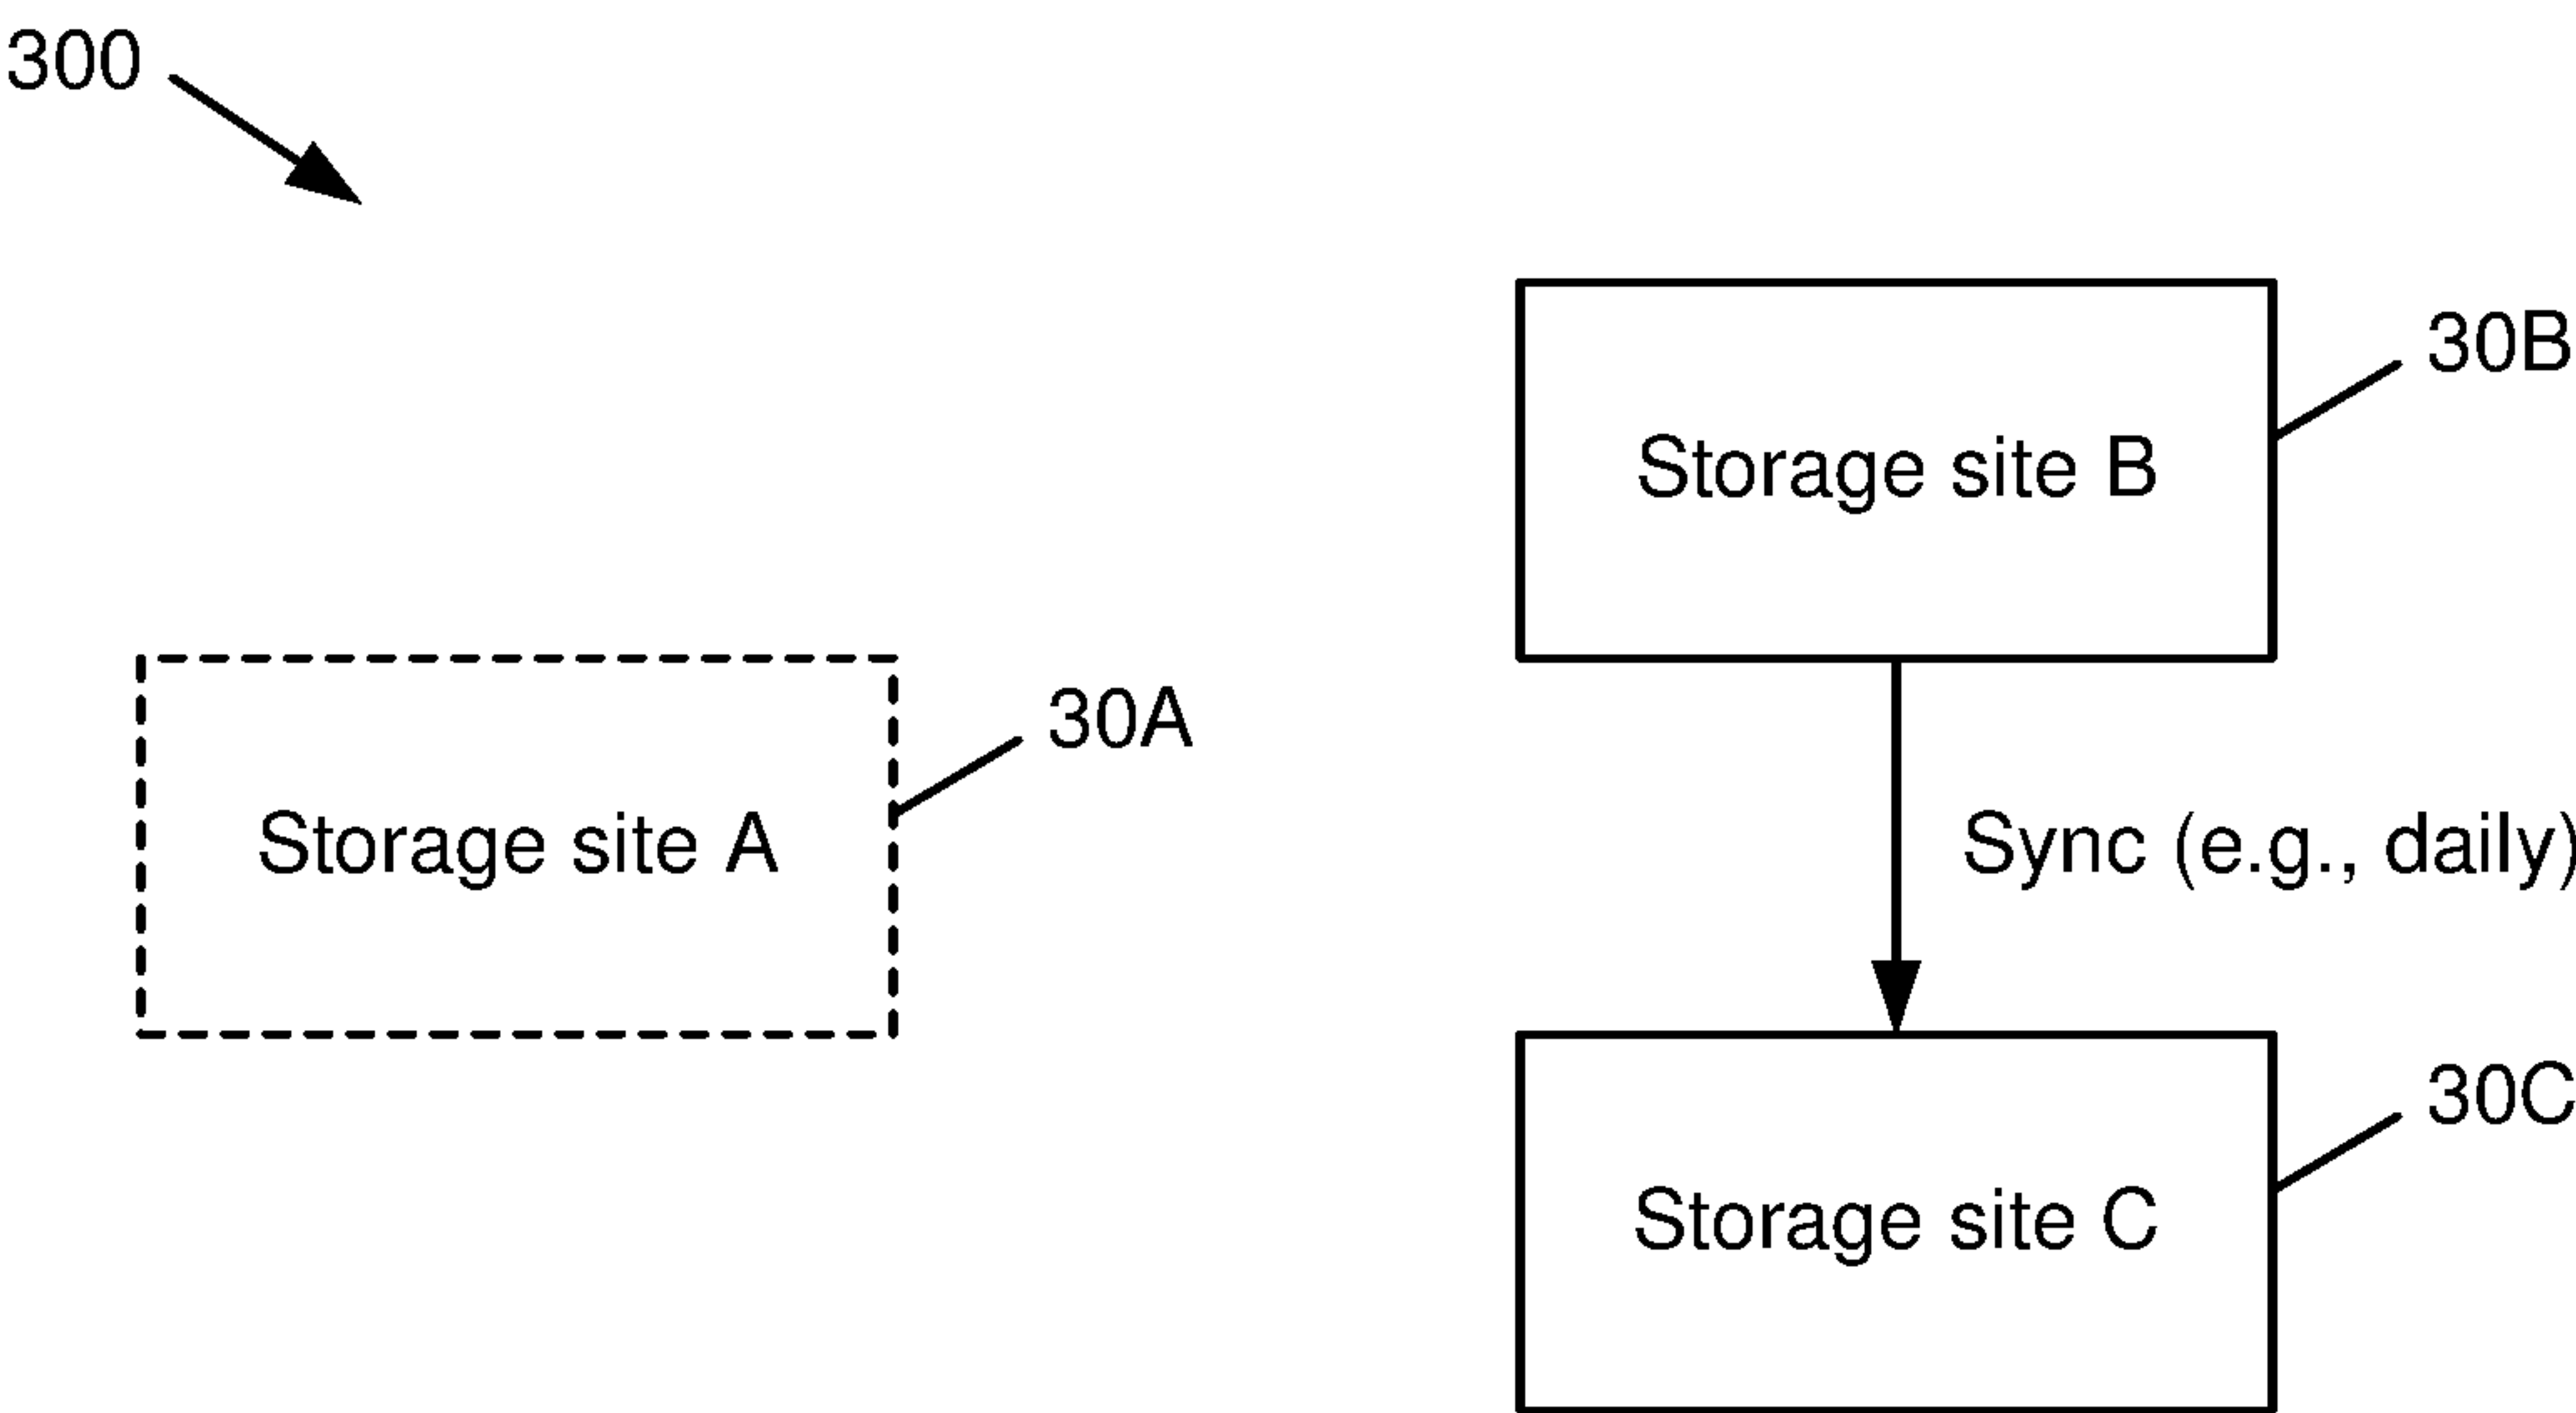 300
30B
Storage site B
30A
Storage site A
Sync (e.g., daily)
30C
Storage site C